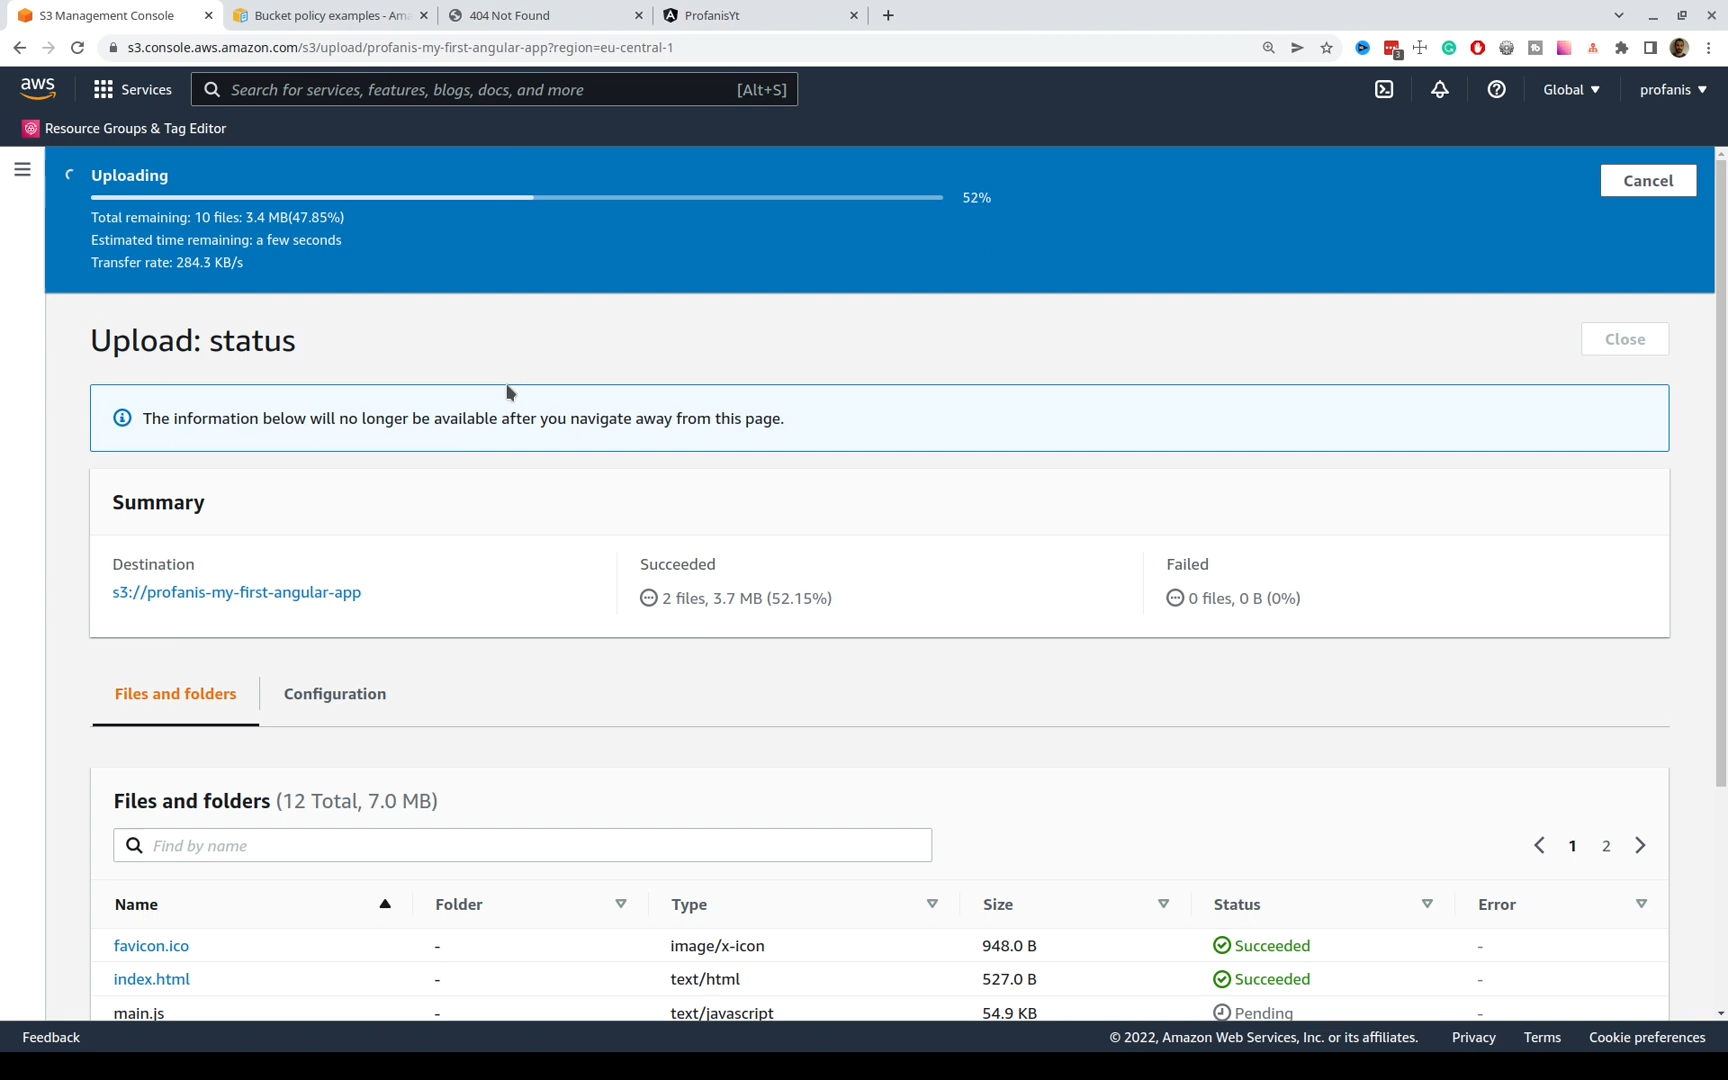 S3 Management Console
Bucket policy examples - Ama
404 Not Found
ProfanisYt
s3.console.aws.amazon.com/s3/upload/profanis-my-first-angular-app?region=eu-central-1
3
aws
Services
Search for services, features, blogs, docs, and more
[Alt+S]
Global
profanis
Resource Groups & Tag Editor
Uploading
Cancel
52%
Total remaining: 10 files: 3.4 MB(47.85%)
Estimated time remaining: a few seconds
Transfer rate: 284.3 KB/s
Upload: status
Close
The information below will no longer be available after you navigate away from this page.
Summary
Destination
Succeeded
Failed
s3://profanis-my-first-angular-app
2 files, 3.7 MB (52.15%)
0 files, 0 B (0%)
Files and folders
Configuration
Files and folders (12 Total, 7.0 MB)
Find by name
1
2
Name
Folder
Type
Size
Status
Error
favicon.ico
-
image/x-icon
948.0 B
Succeeded
-
index.html
-
text/html
527.0 B
Succeeded
-
main.js
-
text/javascript
54.9 KB
Pending
-
Feedback
© 2022, Amazon Web Services, Inc. or its affiliates.
Privacy
Terms
Cookie preferences